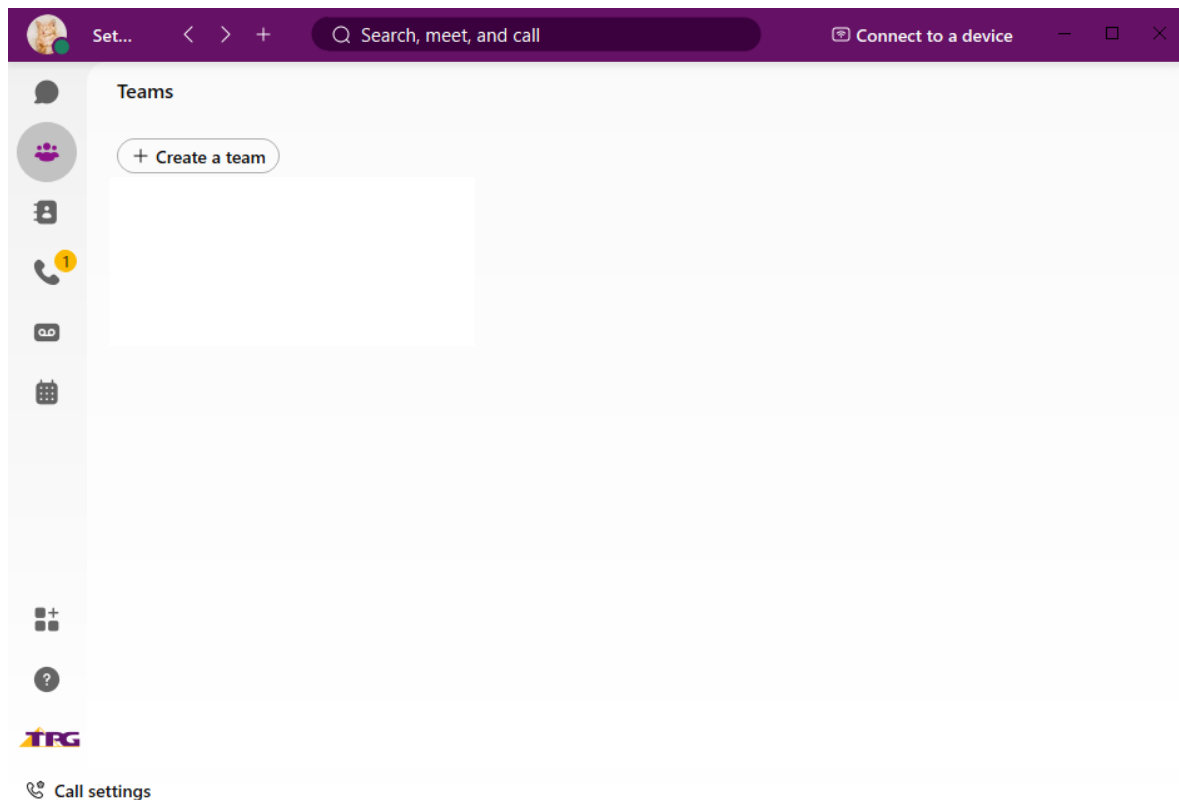 Set...
Search, meet, and call
Connect to a device
Teams
+ Create a team
1
TPG
Call settings